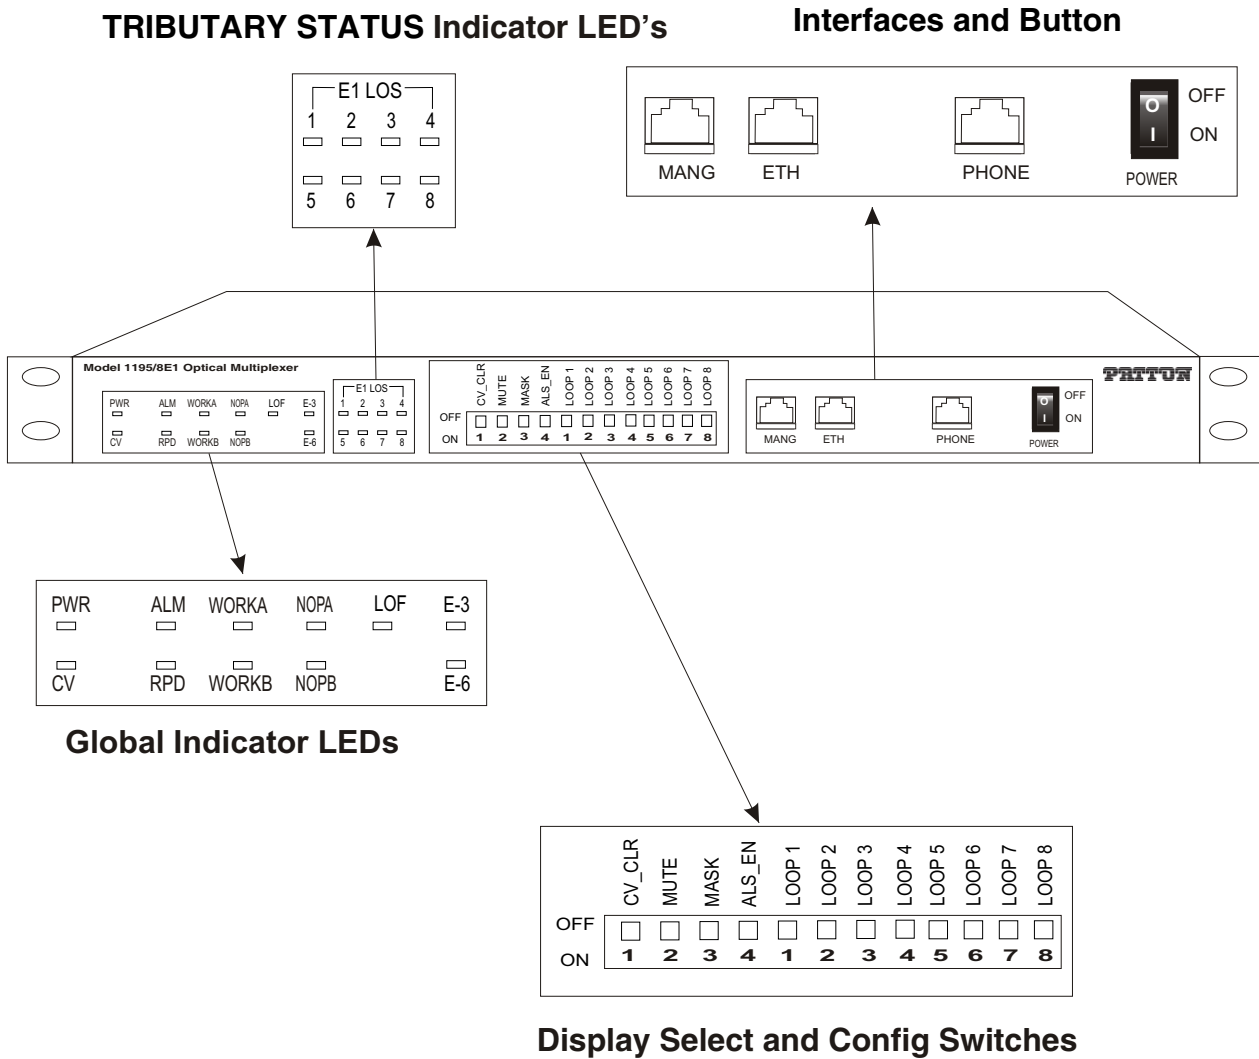 TRIBUTARY STATUS Indicator LED's
Interfaces and Button
E1 LOS
1 2 3 4
5 6 7 8
MANG ETH PHONE POWER
OFF
ON
O
I
Model 1195/8E1 Optical Multiplexer
PATTON
PWR ALM WORKA NOPA LOF E-3
CV RPD WORKB NOPB E-6
E1 LOS
1 2 3 4
5 6 7 8
CV_CLR MUTE MASK ALS_EN LOOP 1 LOOP 2 LOOP 3 LOOP 4 LOOP 5 LOOP 6 LOOP 7 LOOP 8
OFF
ON 1 2 3 4 1 2 3 4 5 6 7 8
MANG ETH PHONE POWER
OFF
ON
O
I
PWR ALM WORKA NOPA LOF E-3
CV RPD WORKB NOPB E-6
Global Indicator LEDs
CV_CLR MUTE MASK ALS_EN LOOP 1 LOOP 2 LOOP 3 LOOP 4 LOOP 5 LOOP 6 LOOP 7 LOOP 8
OFF
ON 1 2 3 4 1 2 3 4 5 6 7 8
Display Select and Config Switches